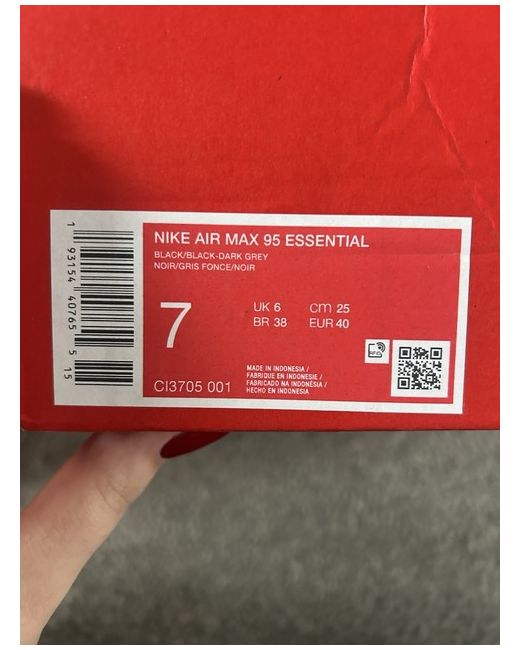 NIKE AIR MAX 95 ESSENTIAL
BLACK/BLACK-DARK GREY
NOIR/GRIS FONCE/NOIR
7
UK 6 cm 25
BR 38 EUR 40
CI3705 001
MADE IN INDONESIA /
FABRIQUE EN INDONESIE /
FABRICADO NA INDONÉSIA /
HECHO EN INDONESIA
RFID
1 93154 40765 5 15